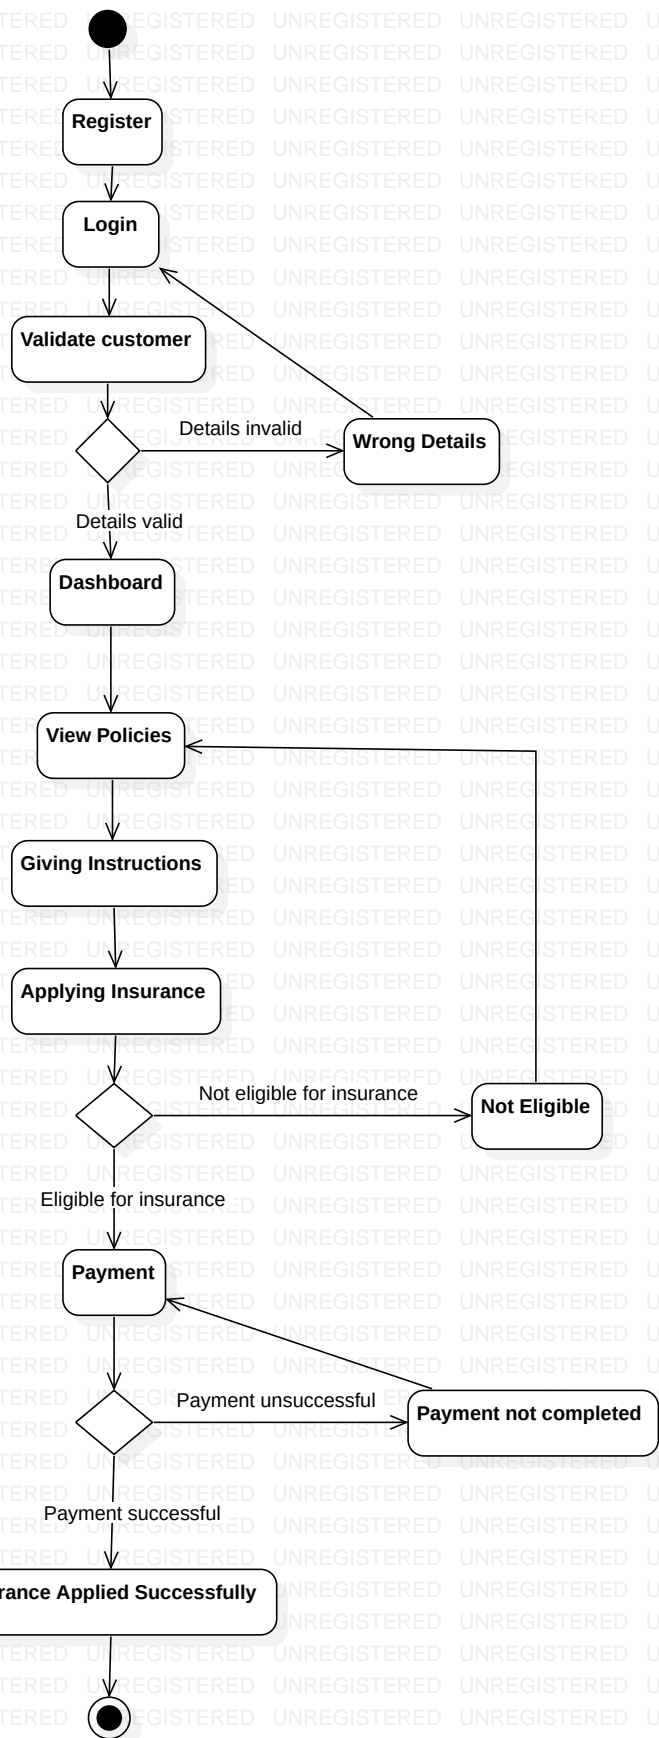 Register
Login
Validate customer
Details invalid
Wrong Details
Details valid
Dashboard
View Policies
Giving Instructions
Applying Insurance
Not eligible for insurance
Not Eligible
Eligible for insurance
Payment
Payment unsuccessful
Payment not completed
Payment successful
rance Applied Successfully
UNREGISTERED